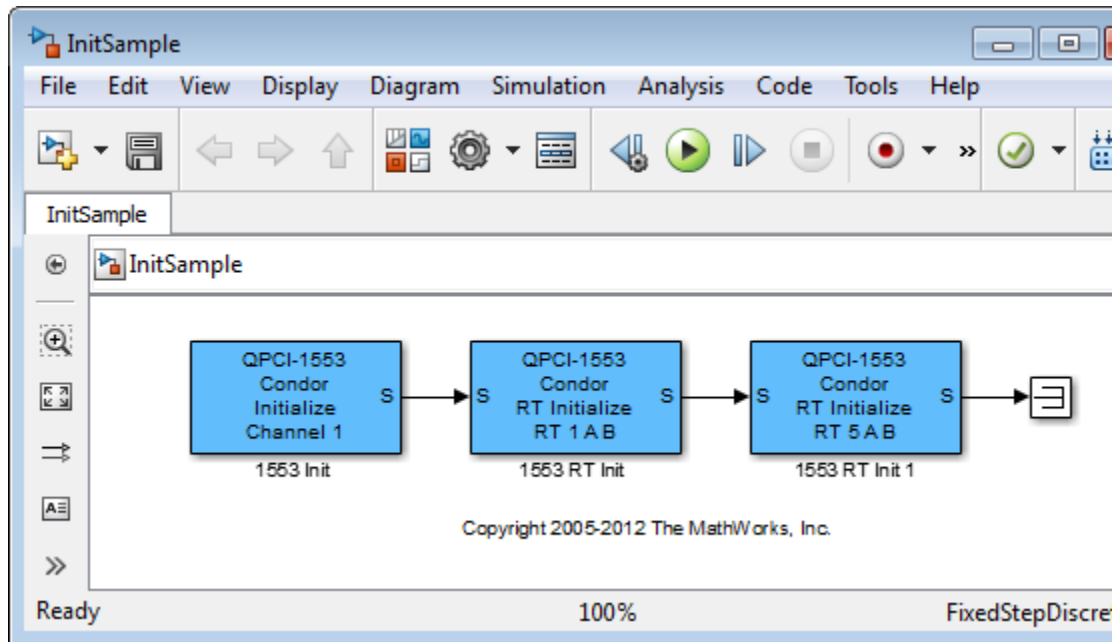 InitSample
File Edit View Display Diagram Simulation Analysis Code Tools Help
»
InitSample
InitSample
QPCI-1553
Condor
Initialize
Channel 1
S
1553 Init
S
QPCI-1553
Condor
RT Initialize
RT 1 A B
S
1553 RT Init
S
QPCI-1553
Condor
RT Initialize
RT 5 A B
S
1553 RT Init 1
Copyright 2005-2012 The MathWorks, Inc.
A
»
Ready 100% FixedStepDiscre